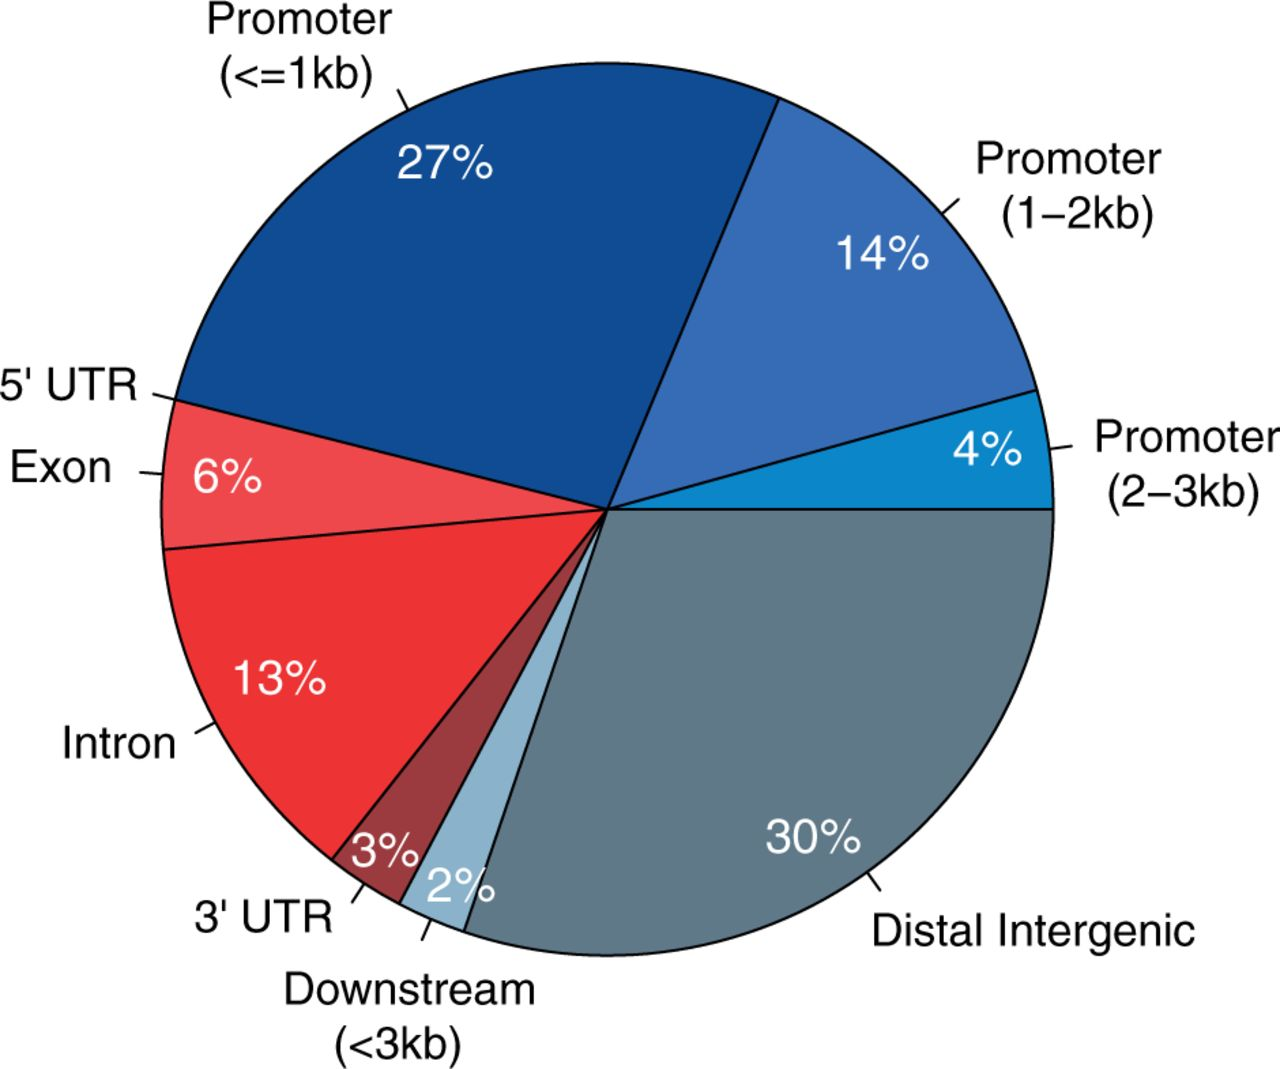 Promoter
(<=1kb)
27%
Promoter
(1−2kb)
14%
Promoter
(2−3kb)
4%
5' UTR
Exon
6%
13%
Intron
3%
3' UTR
2%
Downstream
(<3kb)
30%
Distal Intergenic